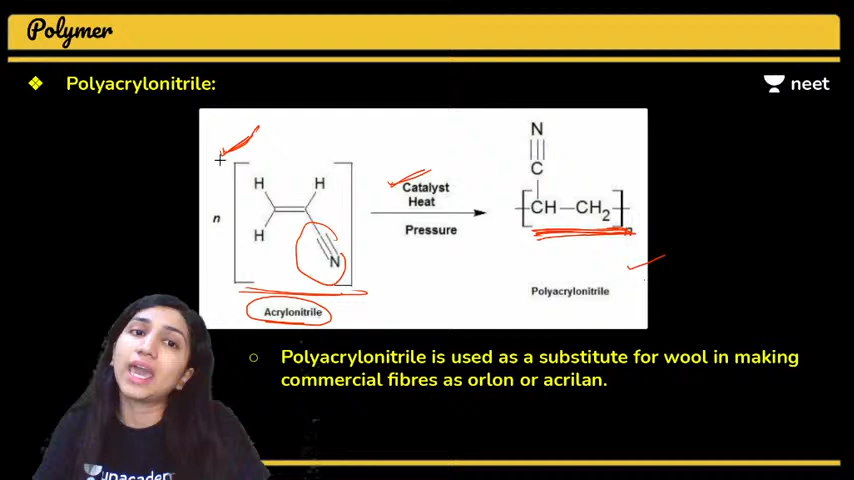 Polymer
❖ Polyacrylonitrile:
neet
n
H
H
H
N
Acrylonitrile
Catalyst
Heat
Pressure
N
C
CH—CH2
n
Polyacrylonitrile
○ Polyacrylonitrile is used as a substitute for wool in making
commercial fibres as orlon or acrilan.
unacadem